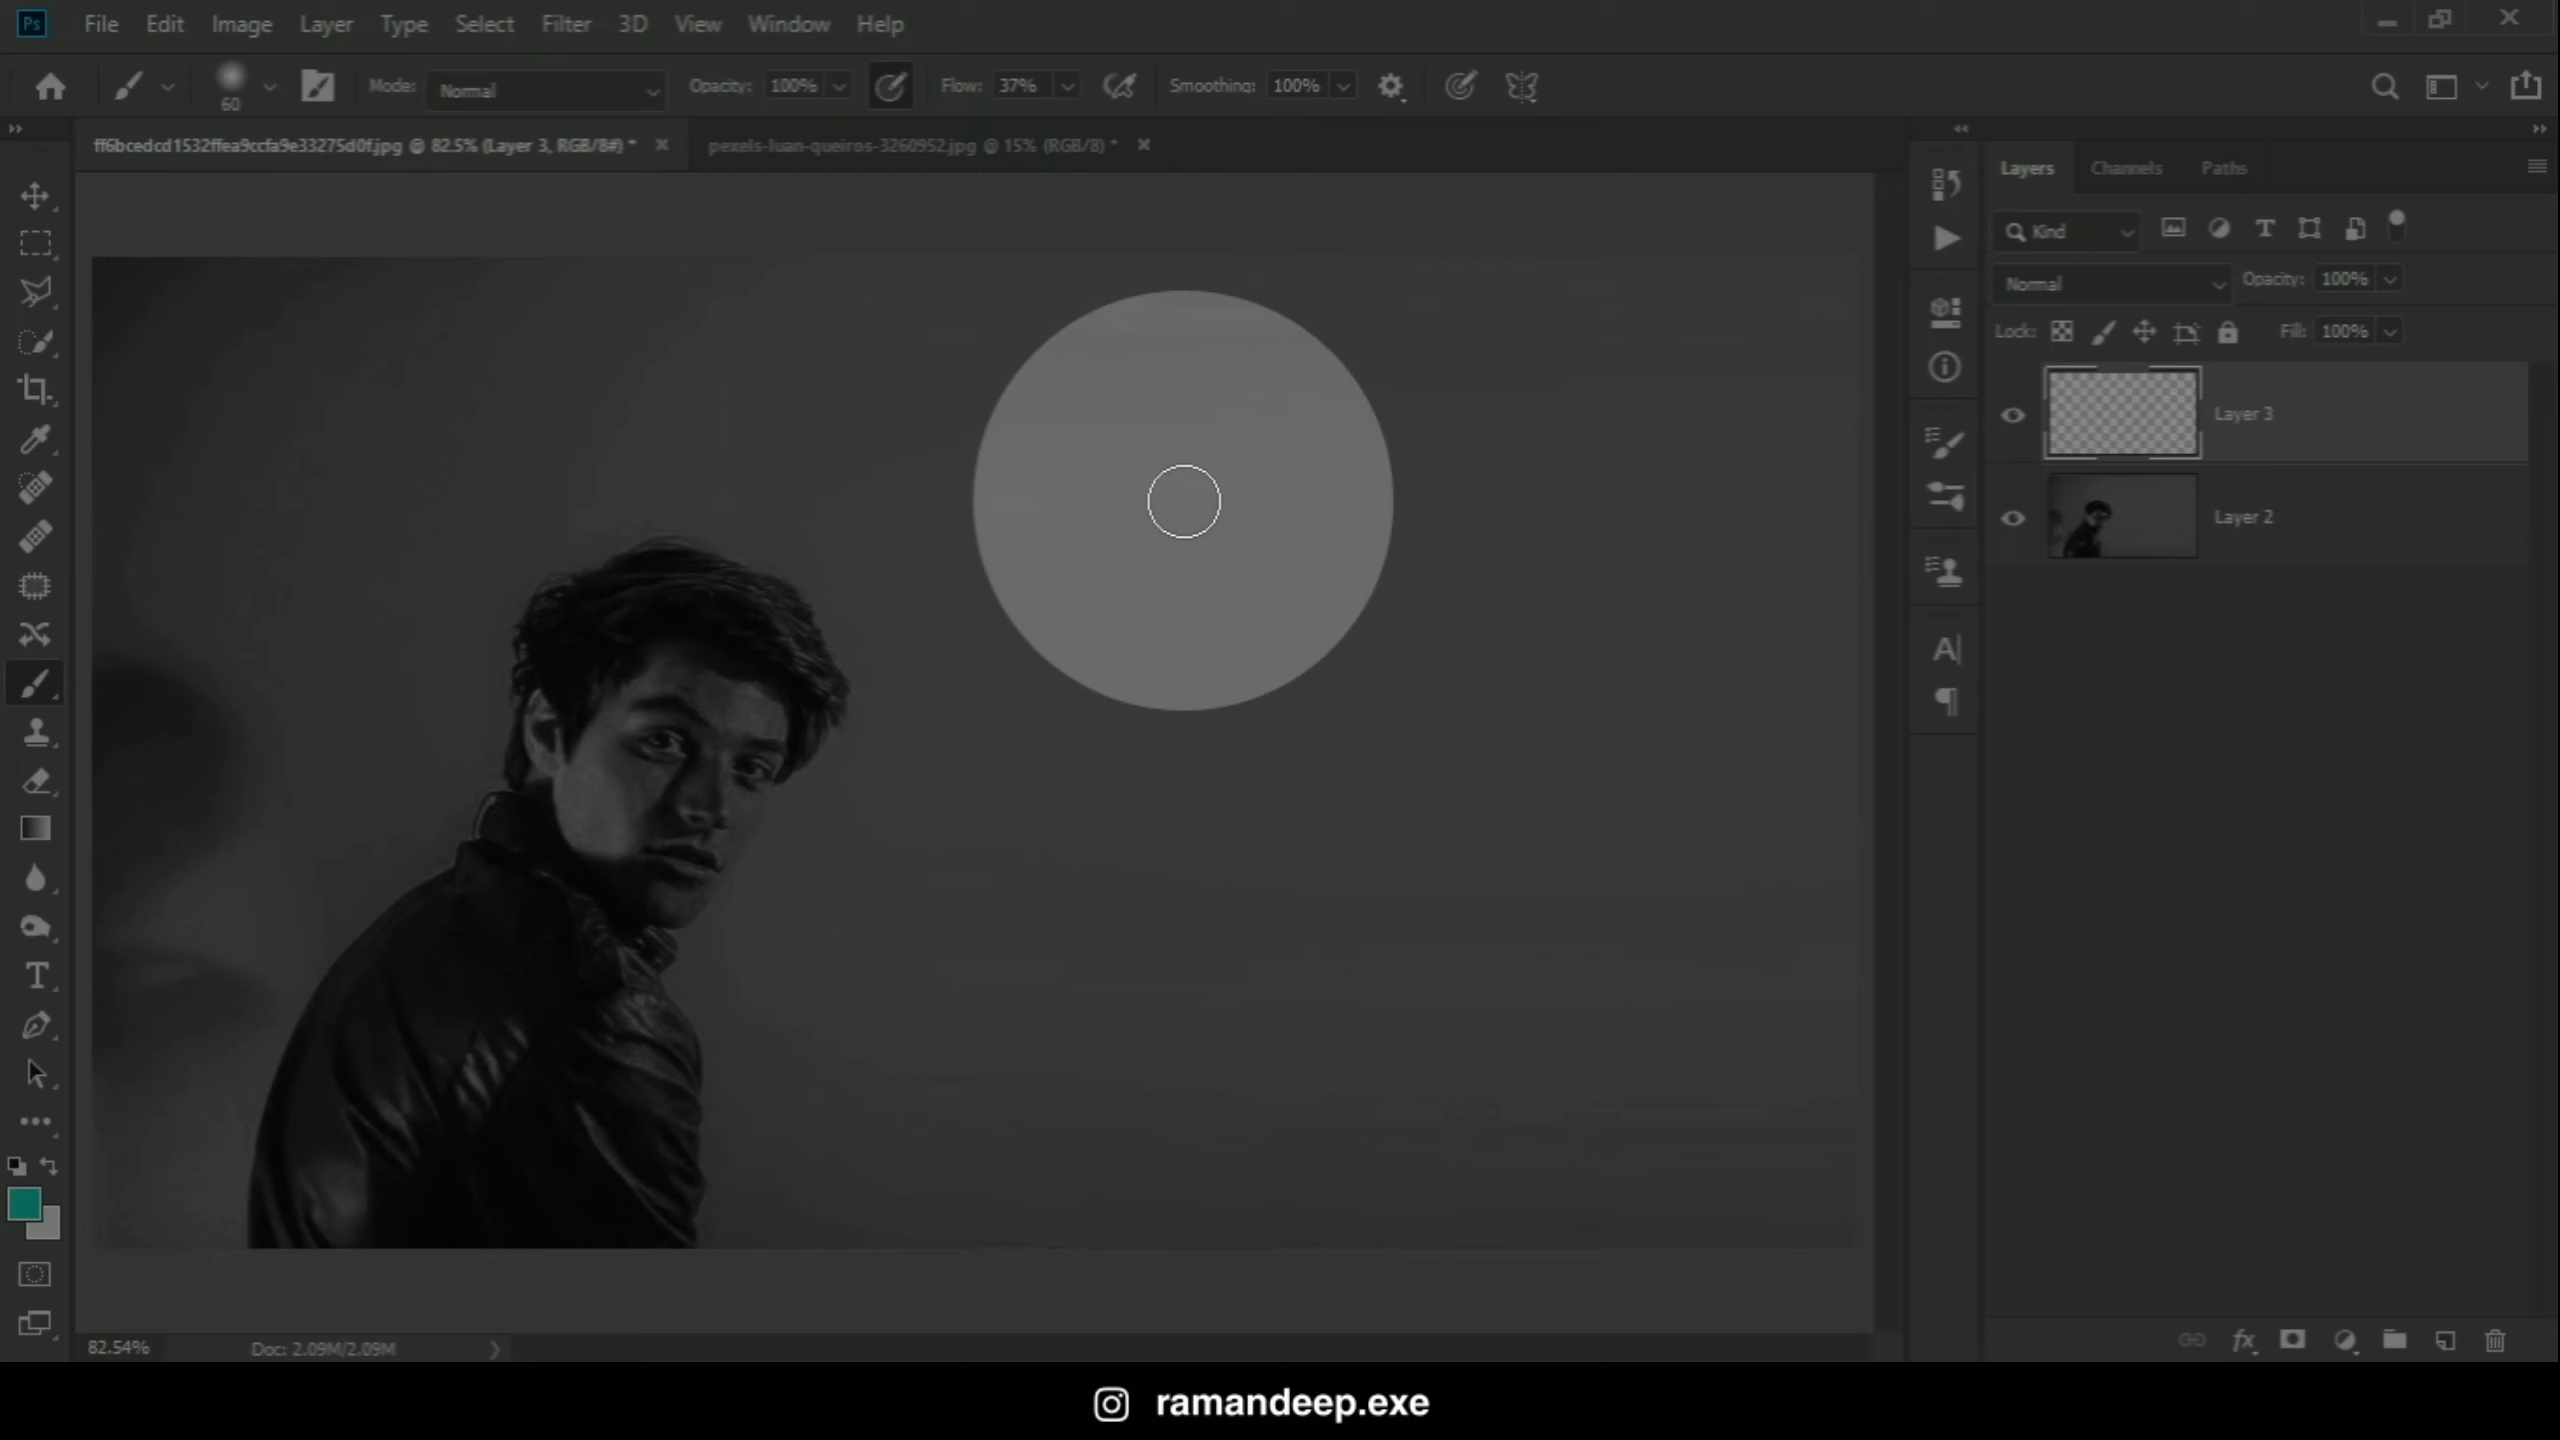 Ps File Edit Image Layer Type Select Filter 3D View Window Help
60 Mode: Normal Opacity: 100% Flow: 37% Smoothing: 100%
ff6bcedcd1532ffea9ccfa9e33275d0f.jpg @ 82.5% (Layer 3, RGB/8#) * pexels-luan-queiros-3260952.jpg @ 15% (RGB/8) *
Layers Channels Paths
Kind
Normal Opacity: 100%
Lock: Fill: 100%
Layer 3
Layer 2
82.54% Doc: 2.09M/2.09M
ramandeep.exe